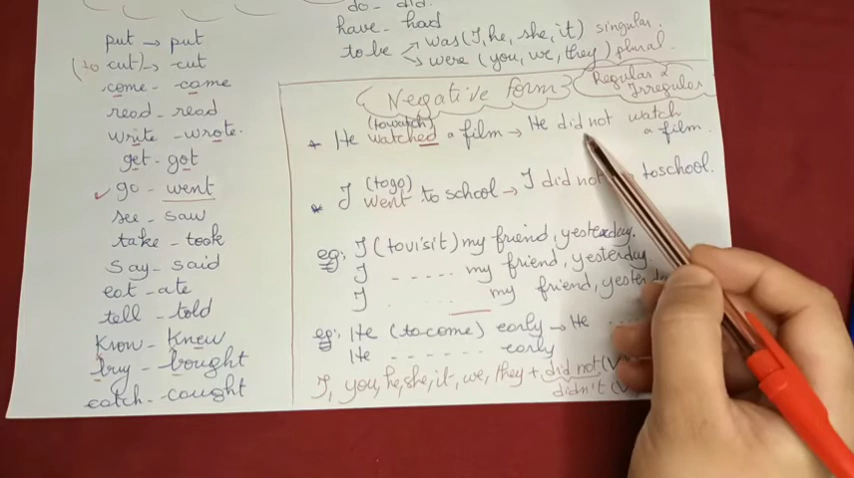 do - did.
have - had
to be was (I, he, she, it) singular.
were (you, we, they) plural.
put → put
(to cut) → cut
come - came
read - read
write - wrote.
get - got
✓ go - went
see - saw
take - took
say - said
eat - ate
tell - told
Know - Knew
buy - bought
catch - caught
Negative form
Regular & Irregular
(to watch)
* He watched a film → He did not watch a film.
(to go)
* I went to school → I did not to school.
eg: I (to visit) my friend, yesterday.
I - - - - - my friend, yesterday.
I . . . . . my friend, yester
eg: He (to come) early → He . . .
He - - - - - - early
I, you, he, she, it, we, they + did not (V
didn't (V